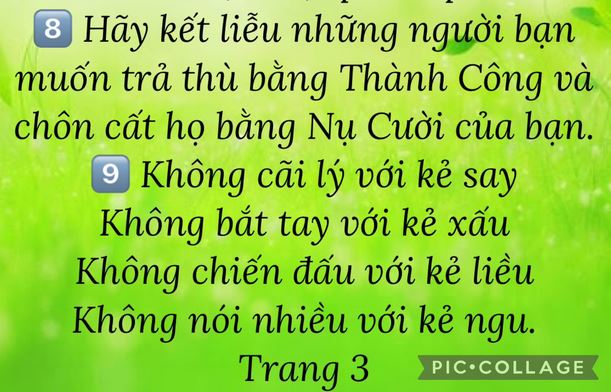 8 Hãy kết liễu những người bạn
muốn trả thù bằng Thành Công và
chôn cất họ bằng Nụ Cười của bạn.
9 Không cãi lý với kẻ say
Không bắt tay với kẻ xấu
Không chiến đấu với kẻ liều
Không nói nhiều với kẻ ngu.
Trang 3
PIC•COLLAGE